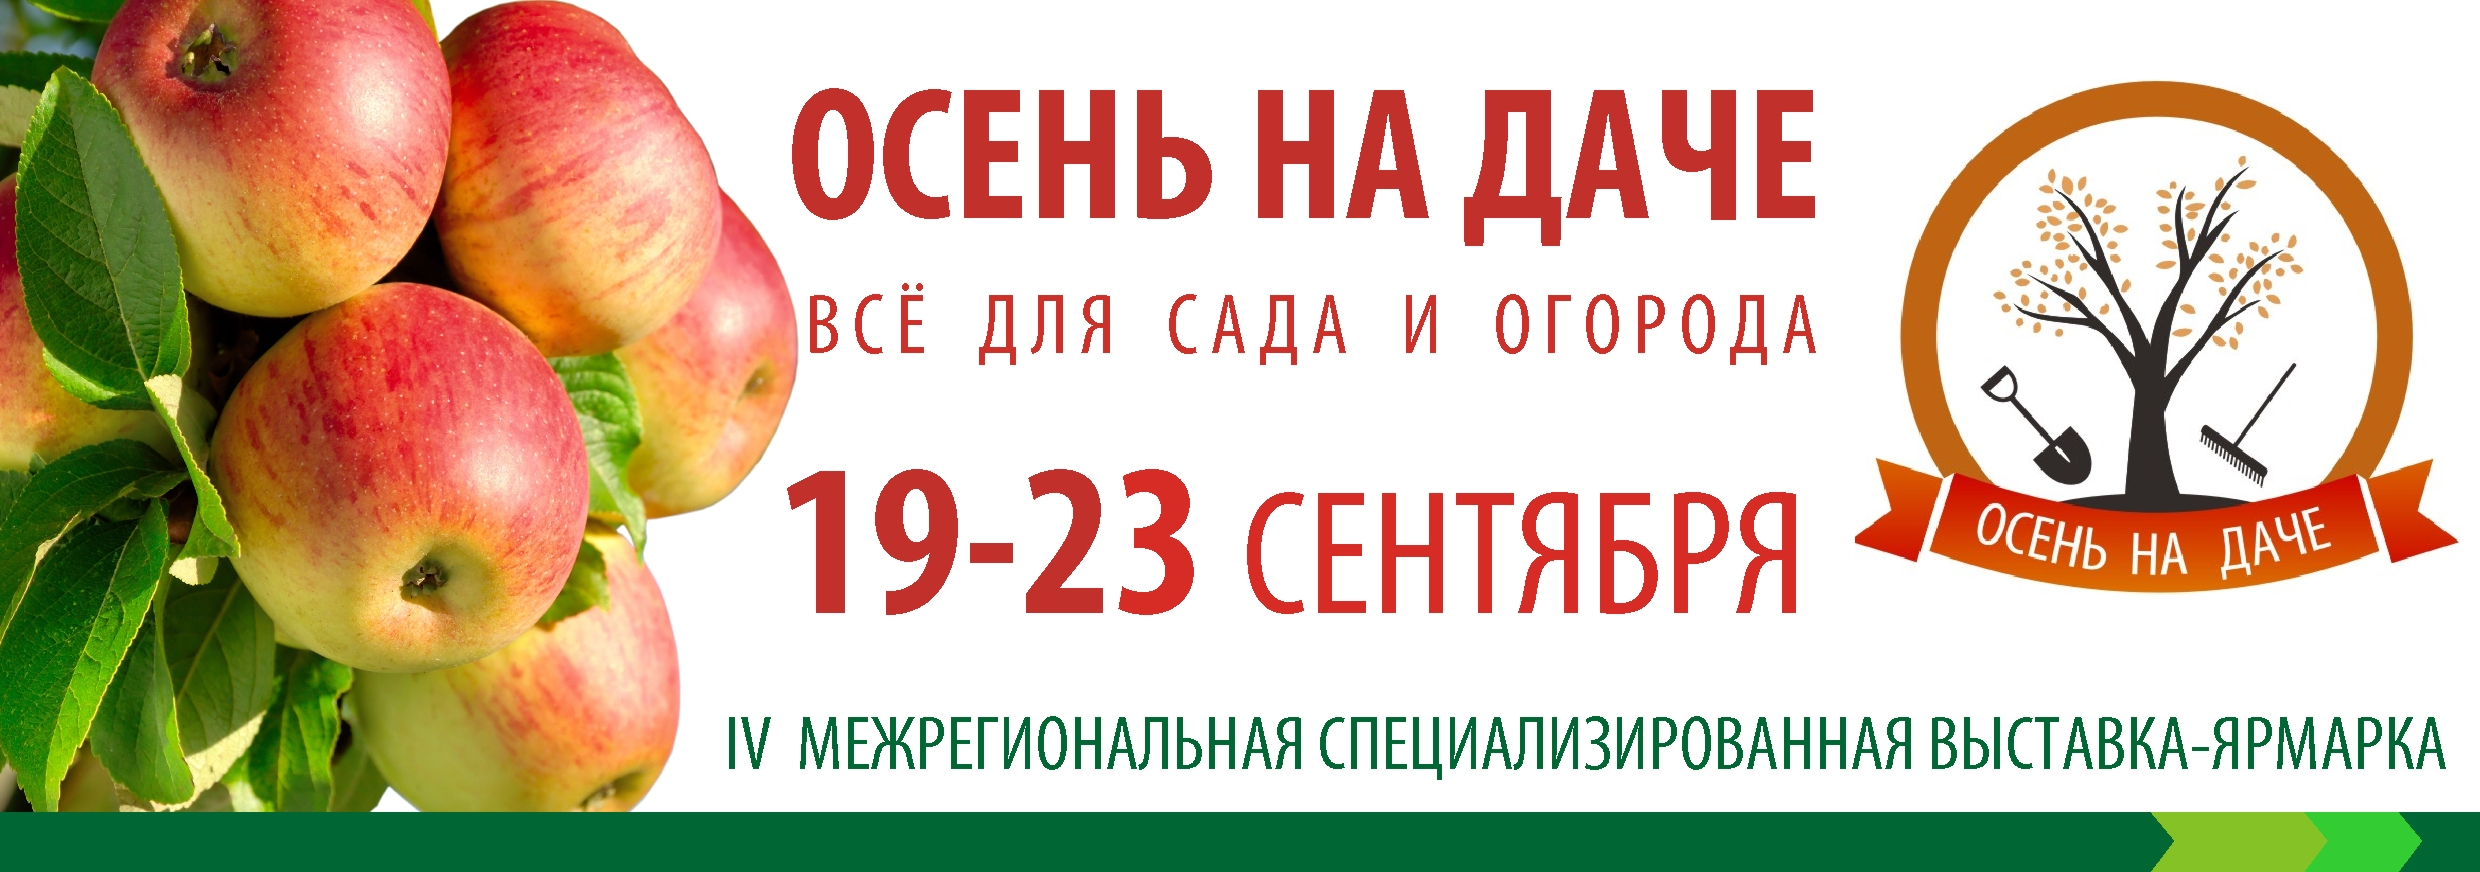 ОСЕНЬ НА ДАЧЕ
ВСЁ ДЛЯ САДА И ОГОРОДА
19-23 СЕНТЯБРЯ
ОСЕНЬ НА ДАЧЕ
IV МЕЖРЕГИОНАЛЬНАЯ СПЕЦИАЛИЗИРОВАННАЯ ВЫСТАВКА-ЯРМАРКА